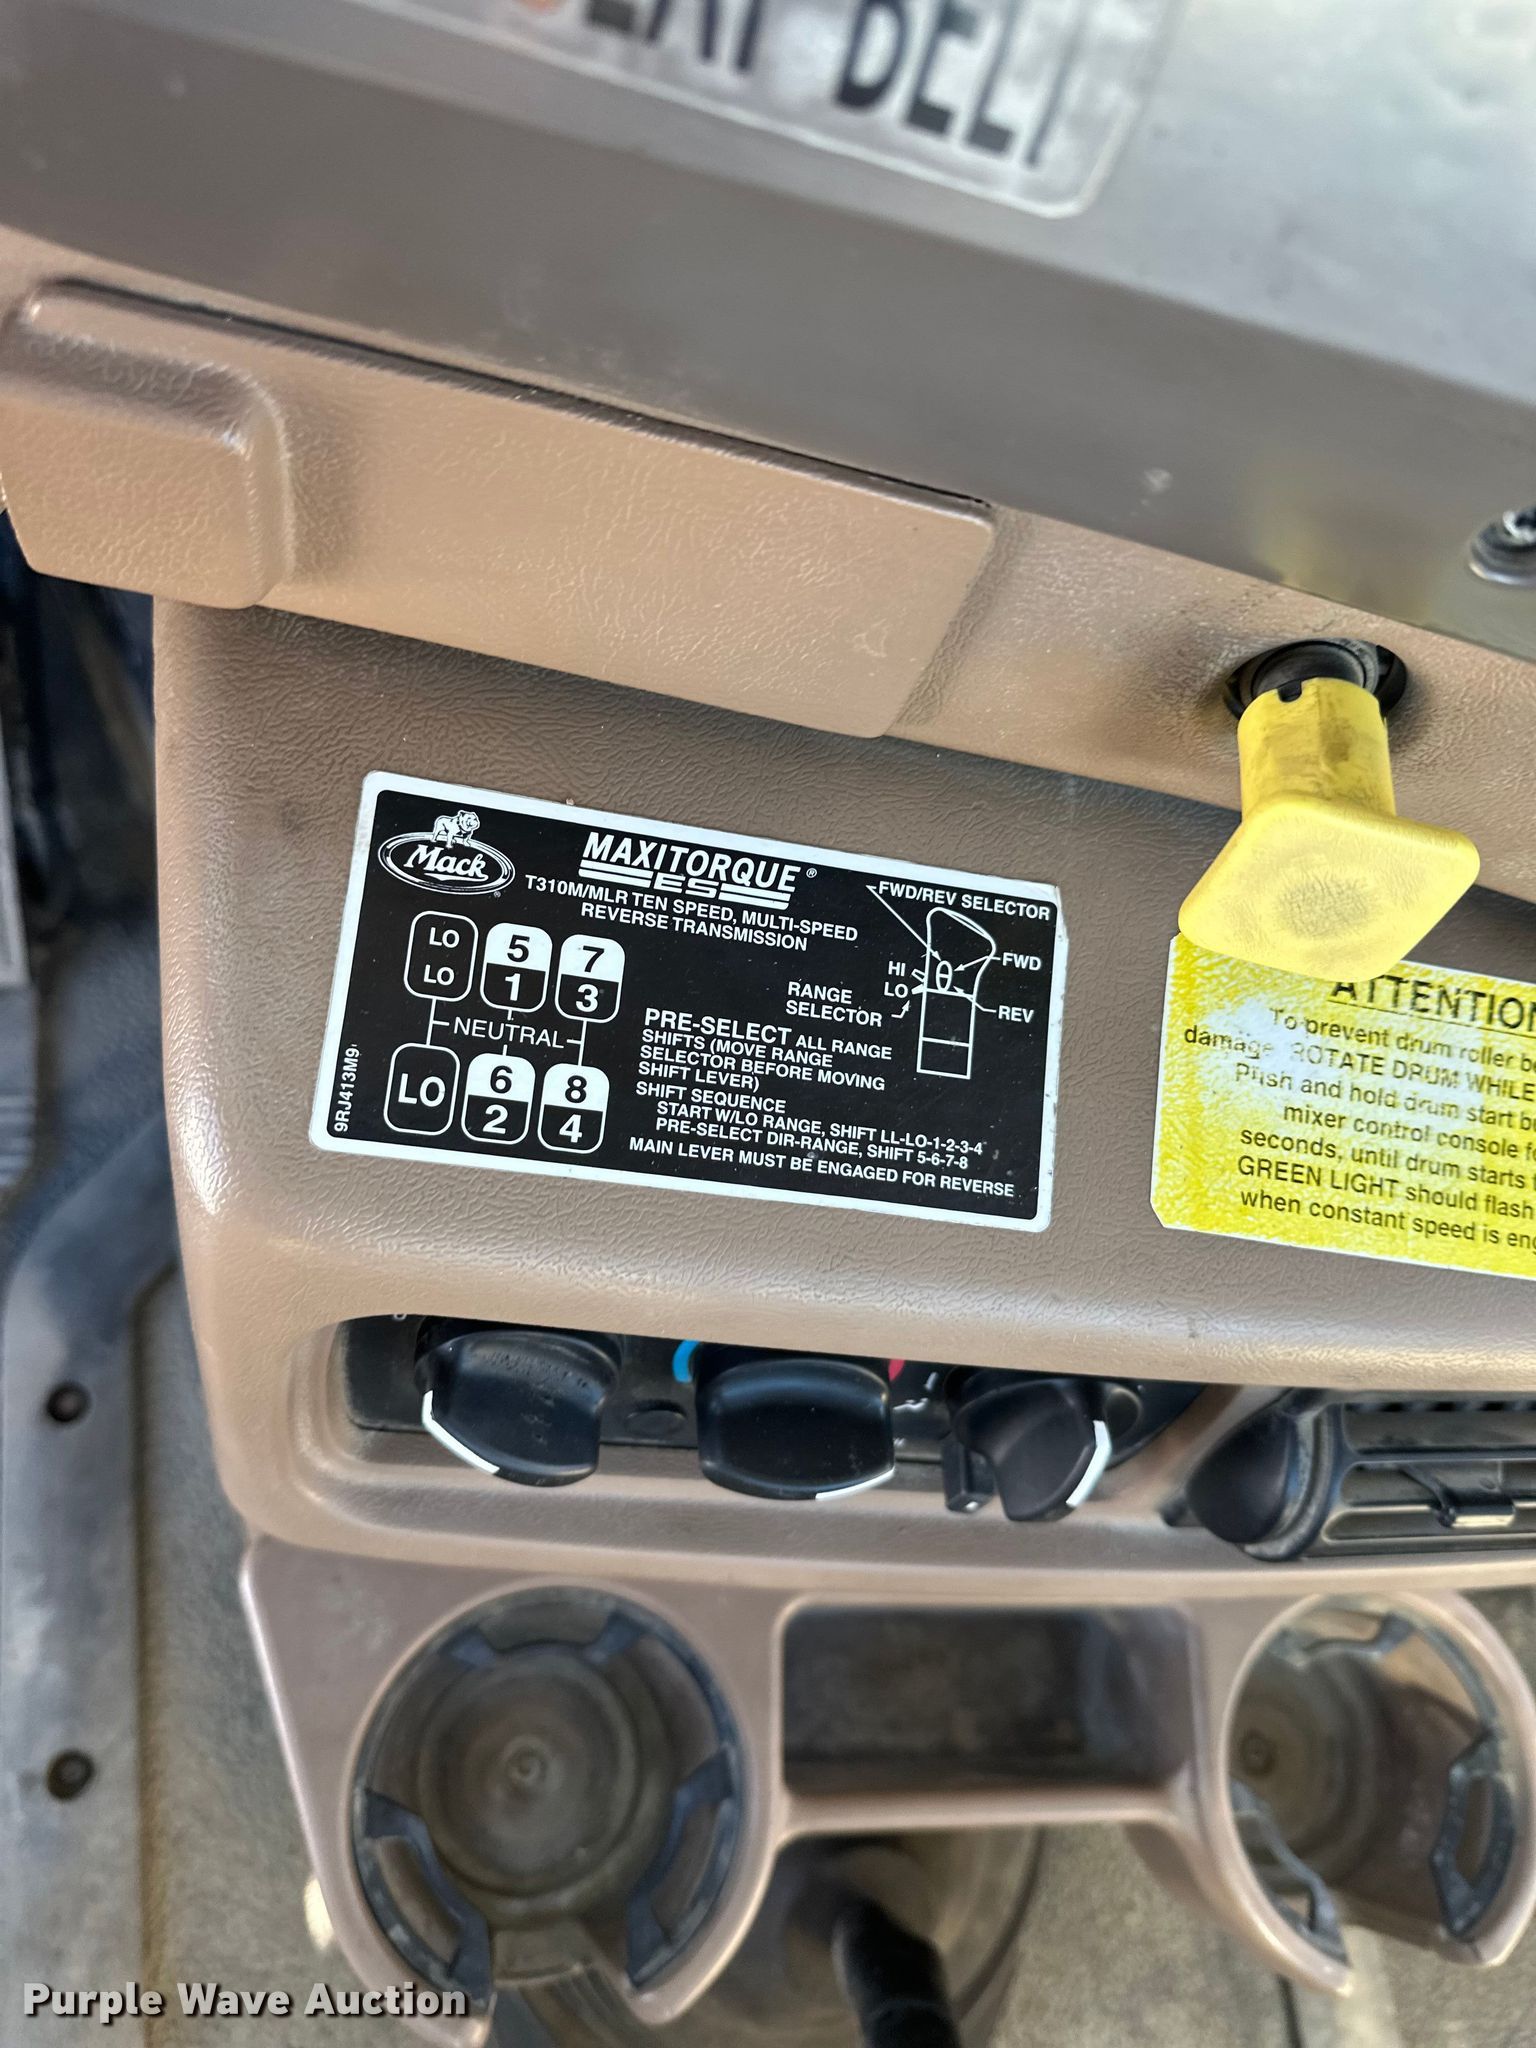 SEAT BELT
Mack®
MAXITORQUE®
ES
T310M/MLR TEN SPEED, MULTI-SPEED
REVERSE TRANSMISSION
LO
LO
5
1
7
3
NEUTRAL
LO
6
2
8
4
9RJ413M9
FWD/REV SELECTOR
FWD
HI
LO
REV
RANGE
SELECTOR
PRE-SELECT ALL RANGE
SHIFTS (MOVE RANGE
SELECTOR BEFORE MOVING
SHIFT LEVER)
SHIFT SEQUENCE
START W/LO RANGE, SHIFT LL-LO-1-2-3-4
PRE-SELECT DIR-RANGE, SHIFT 5-6-7-8
MAIN LEVER MUST BE ENGAGED FOR REVERSE
ATTENTION
To prevent drum roller
damage ROTATE DRUM WHILE
Push and hold drum start
mixer control console
seconds, until drum starts
GREEN LIGHT should flash
when constant speed is
Purple Wave Auction